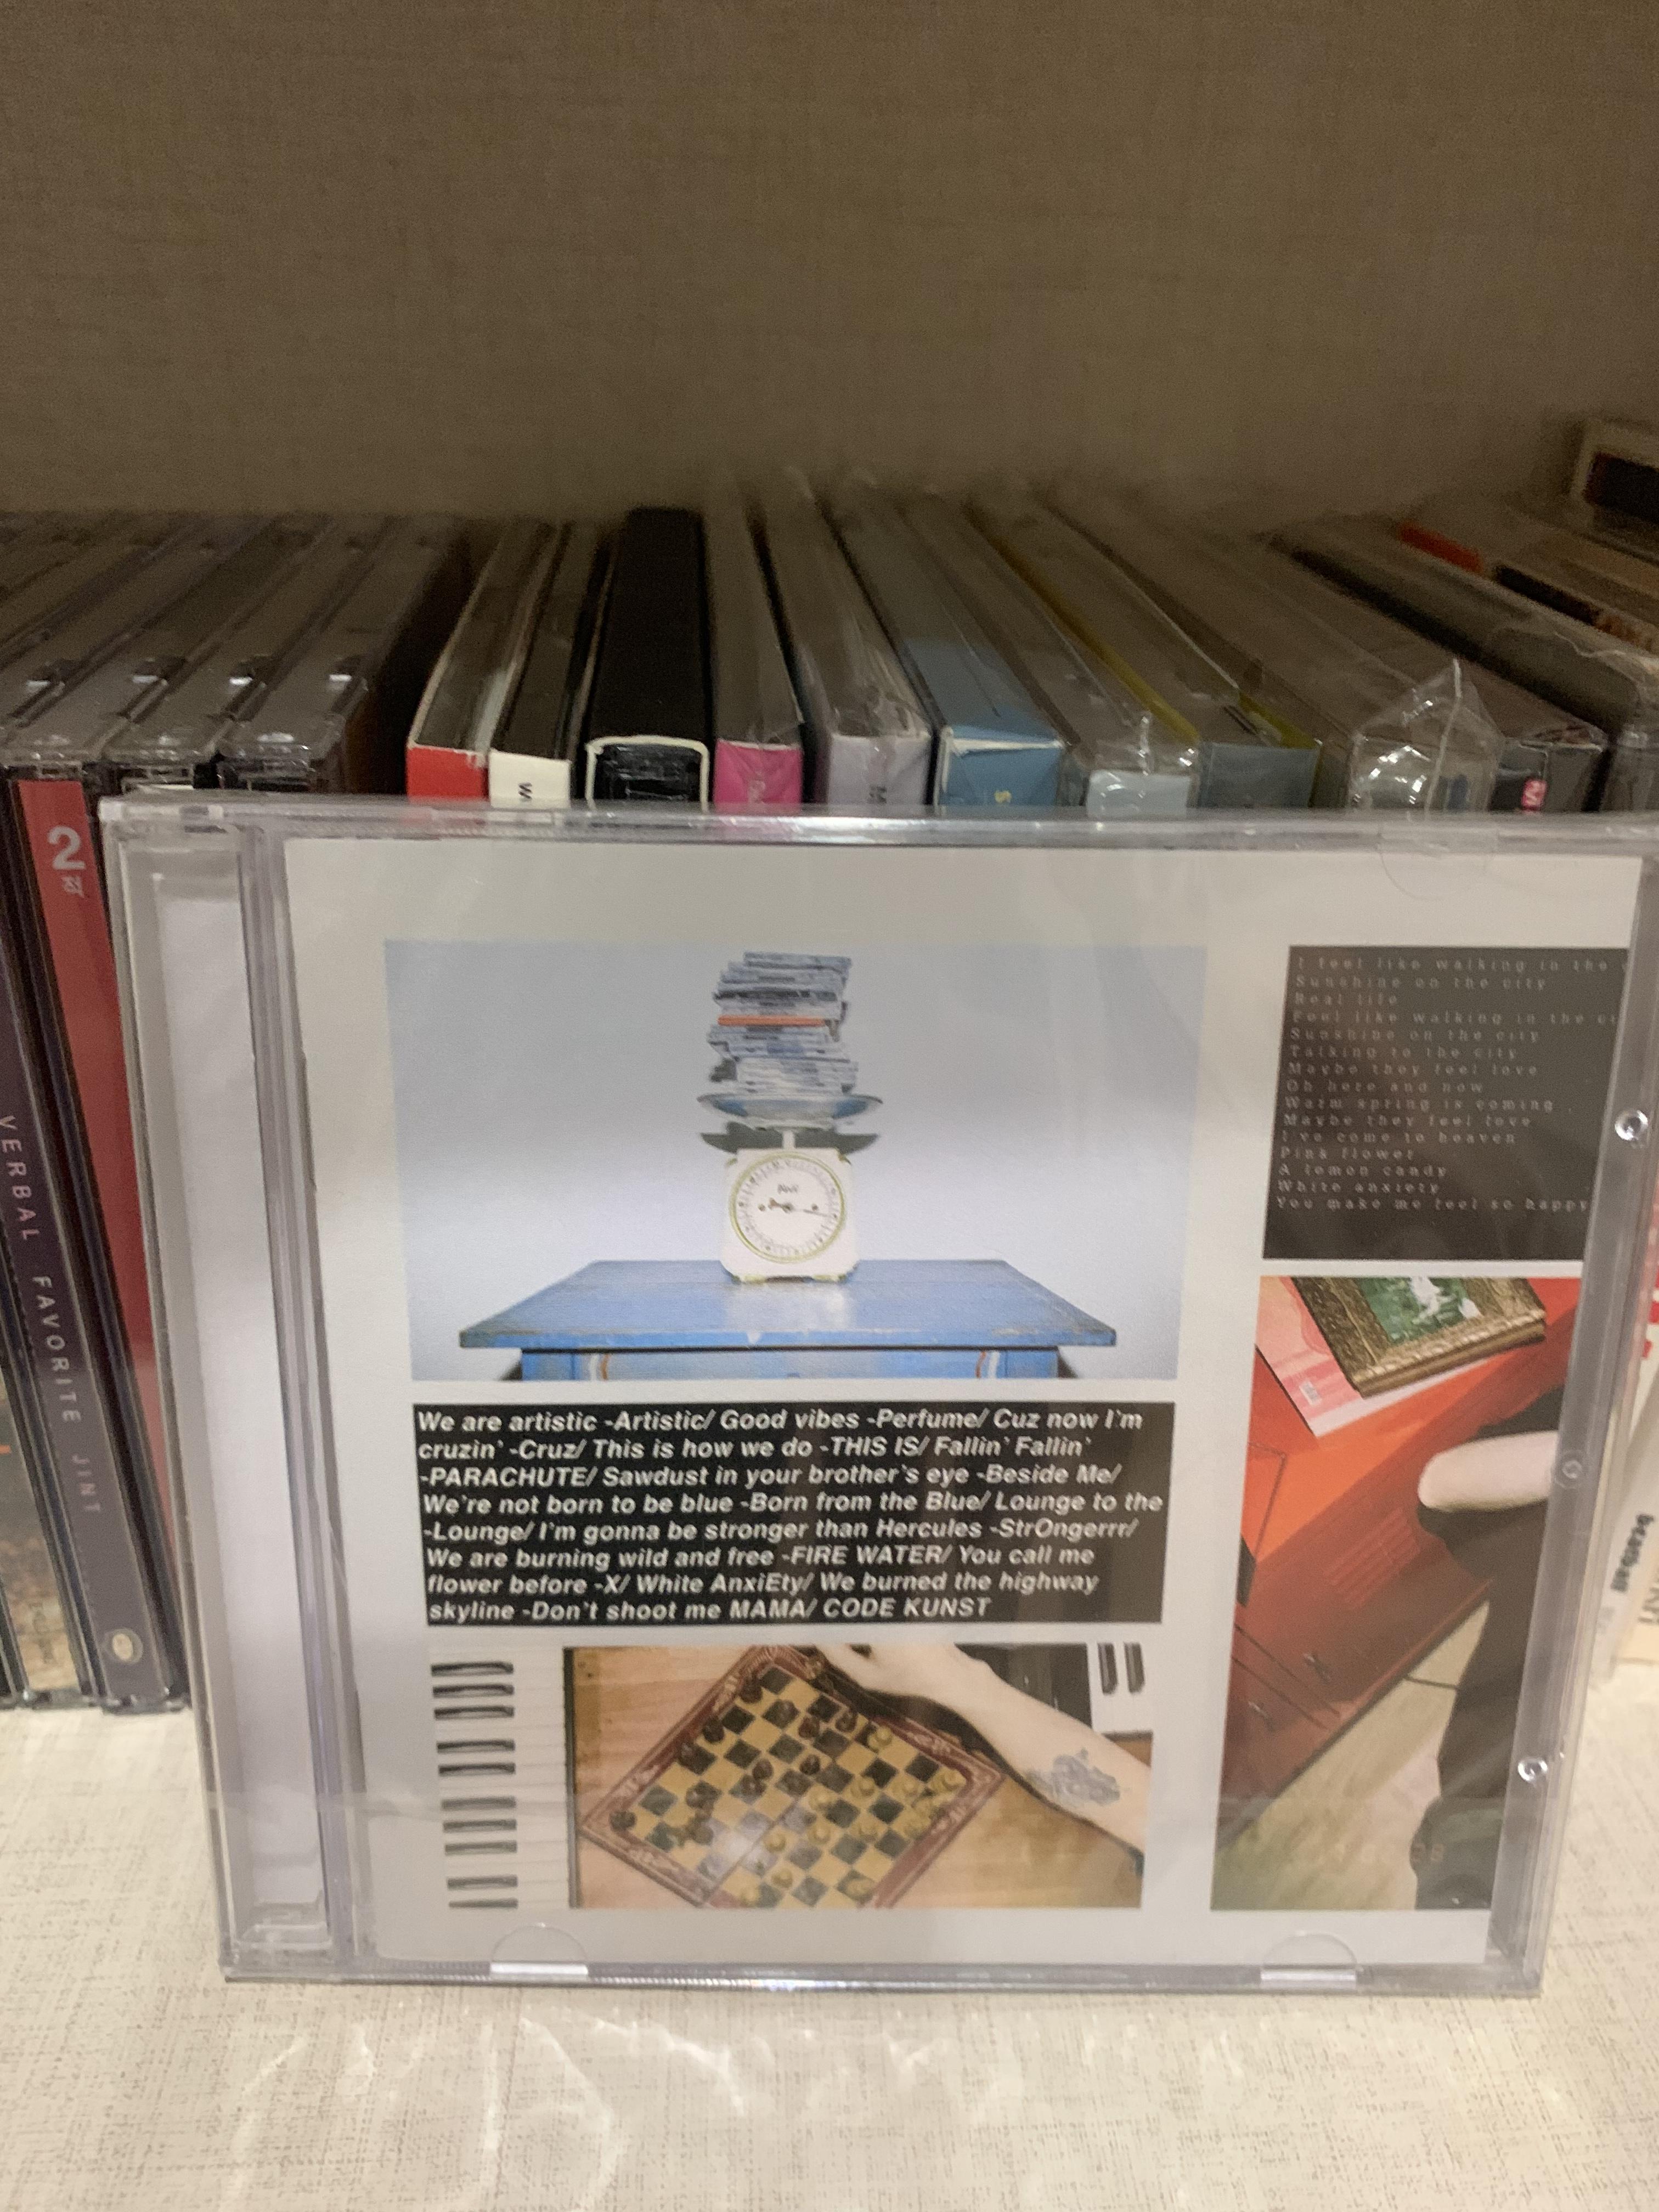 2
적
VERBAL
FAVORITE
JINT
I feel like walking in the
Sunshine on the city
Real life
Feel like walking in the
Sunshine on the city
Talking to the city
Maybe they feel love
Oh here and now
Warm spring is coming
Maybe they feel love
I've come to heaven
Pink flower
A lemon candy
White anxiety
You make me feel so happy
We are artistic -Artistic/ Good vibes -Perfume/ Cuz now I'm
cruzin' -Cruz/ This is how we do -THIS IS/ Fallin' Fallin'
-PARACHUTE/ Sawdust in your brother's eye -Beside Me/
We're not born to be blue -Born from the Blue/ Lounge to the
-Lounge/ I'm gonna be stronger than Hercules -StrOngerrr/
We are burning wild and free -FIRE WATER/ You call me
flower before -X/ White AnxiEty/ We burned the highway
skyline -Don't shoot me MAMA/ CODE KUNST
beanball